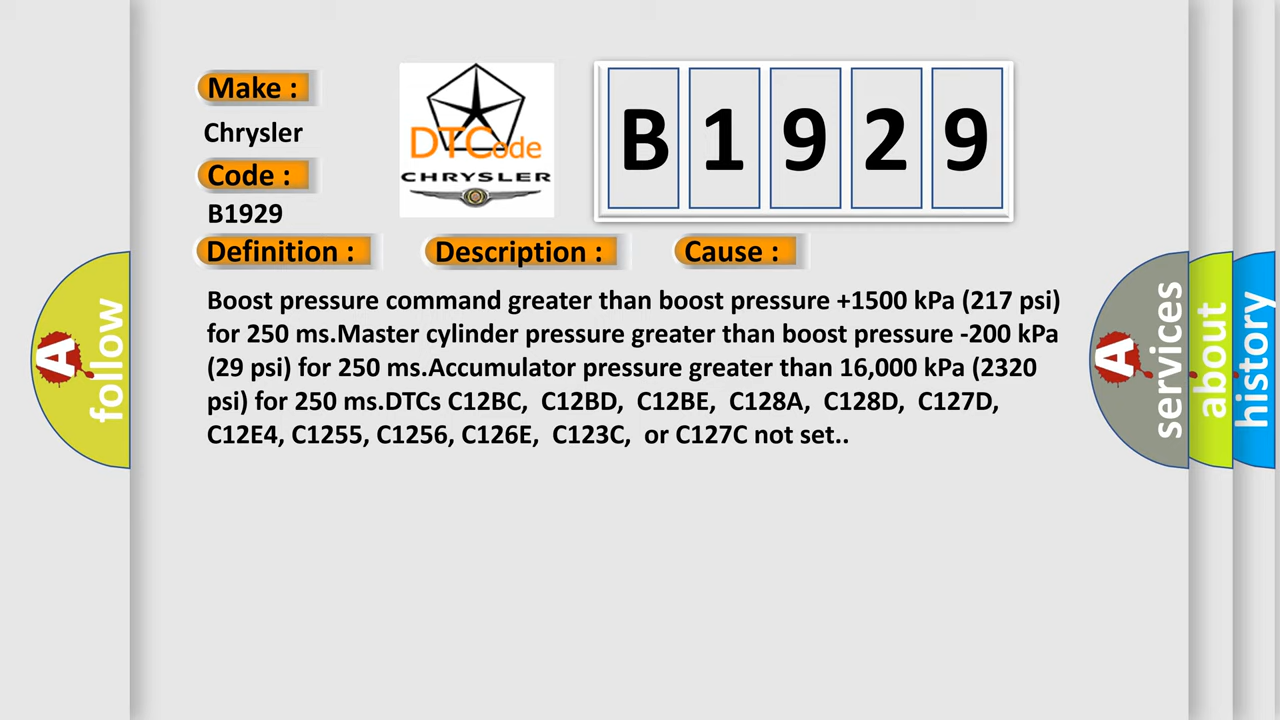 Make :
Chrysler
Code :
B1929
DTCode
CHRYSLER
B 1 9 2 9
Definition :
Description :
Cause :
Boost pressure command greater than boost pressure +1500 kPa (217 psi)
for 250 ms.Master cylinder pressure greater than boost pressure -200 kPa
(29 psi) for 250 ms.Accumulator pressure greater than 16,000 kPa (2320
psi) for 250 ms.DTCs C12BC,  C12BD,  C12BE,  C128A,  C128D,  C127D,
C12E4, C1255, C1256, C126E,  C123C,  or C127C not set..
A
follow
A
services
about
history